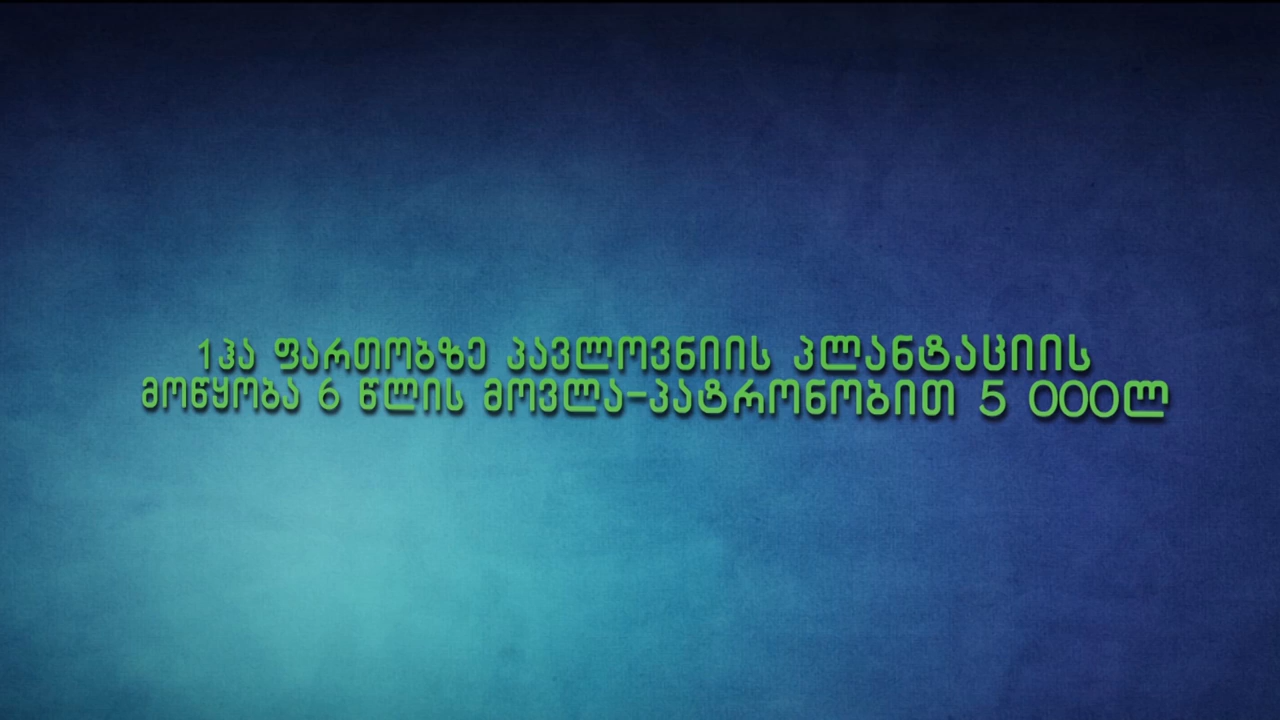 1ჰა ფართობზე პავლოვნიის პლანტაციის
მოწყობა 6 წლის მოვლა-პატრონობით 5 000ლ